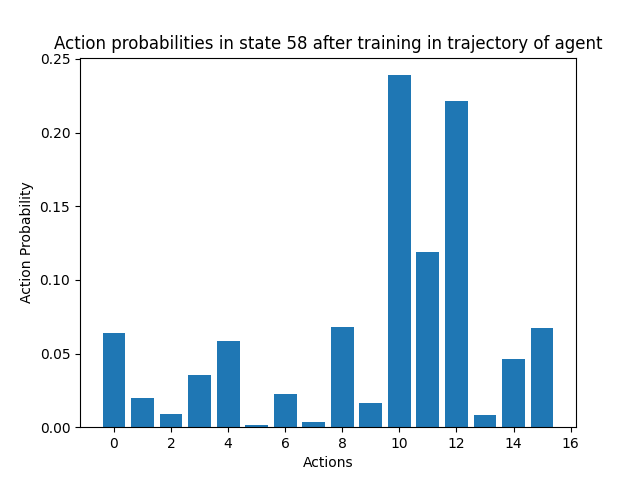 Action probabilities in state 58 after training in trajectory of agent
0.25
0.20
0.15
0.10
0.05
0.00
Action Probability
0 2 4 6 8 10 12 14 16
Actions